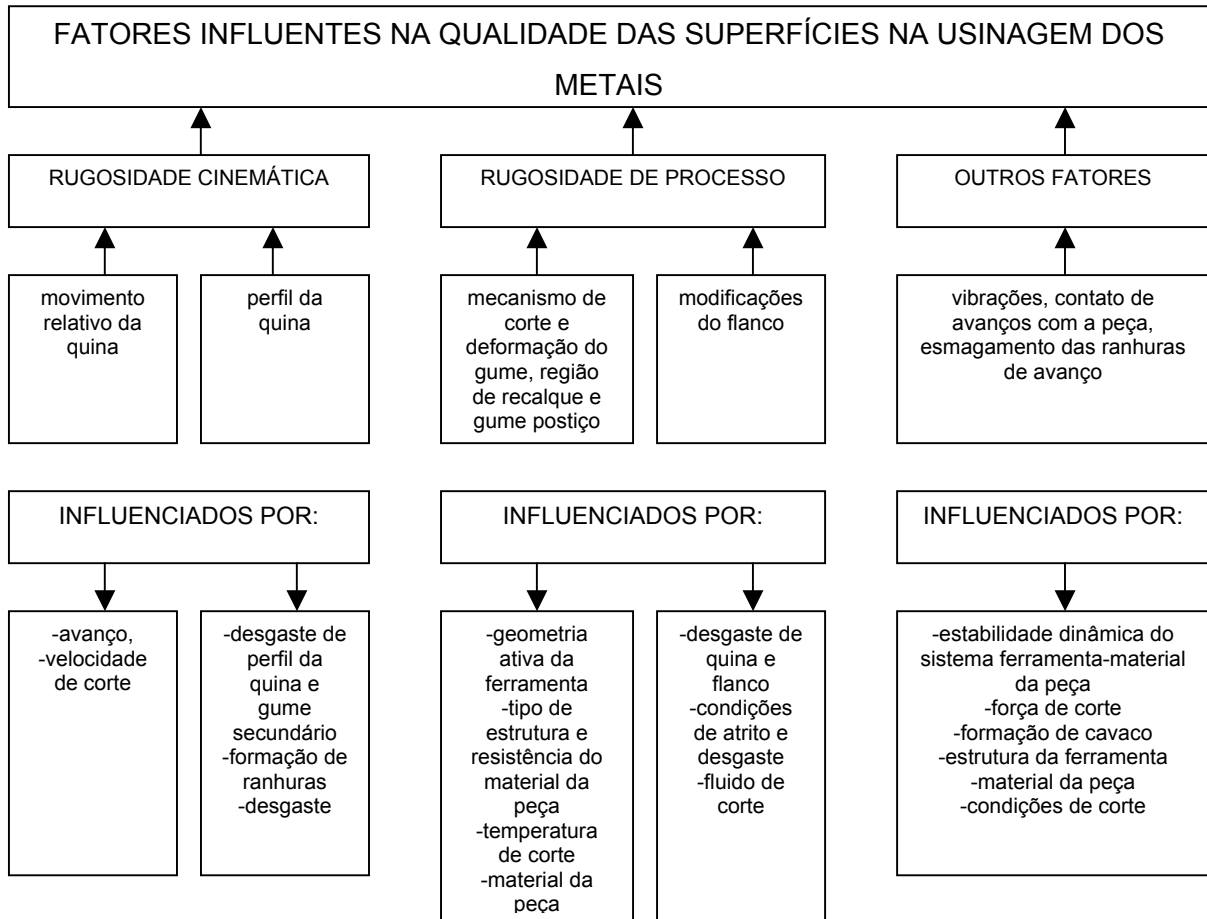 FATORES INFLUENTES NA QUALIDADE DAS SUPERFÍCIES NA USINAGEM DOS
METAIS
RUGOSIDADE CINEMÁTICA
RUGOSIDADE DE PROCESSO
OUTROS FATORES
movimento
relativo da
quina
perfil da
quina
mecanismo de
corte e
deformação do
gume, região
de recalque e
gume postiço
modificações
do flanco
vibrações, contato de
avanços com a peça,
esmagamento das ranhuras
de avanço
INFLUENCIADOS POR:
INFLUENCIADOS POR:
INFLUENCIADOS POR:
-avanço,
-velocidade
de corte
-desgaste de
perfil da
quina e
gume
secundário
-formação de
ranhuras
-desgaste
-geometria
ativa da
ferramenta
-tipo de
estrutura e
resistência do
material da
peça
-temperatura
de corte
-material da
peça
-desgaste de
quina e
flanco
-condições
de atrito e
desgaste
-fluido de
corte
-estabilidade dinâmica do
sistema ferramenta-material
da peça
-força de corte
-formação de cavaco
-estrutura da ferramenta
-material da peça
-condições de corte